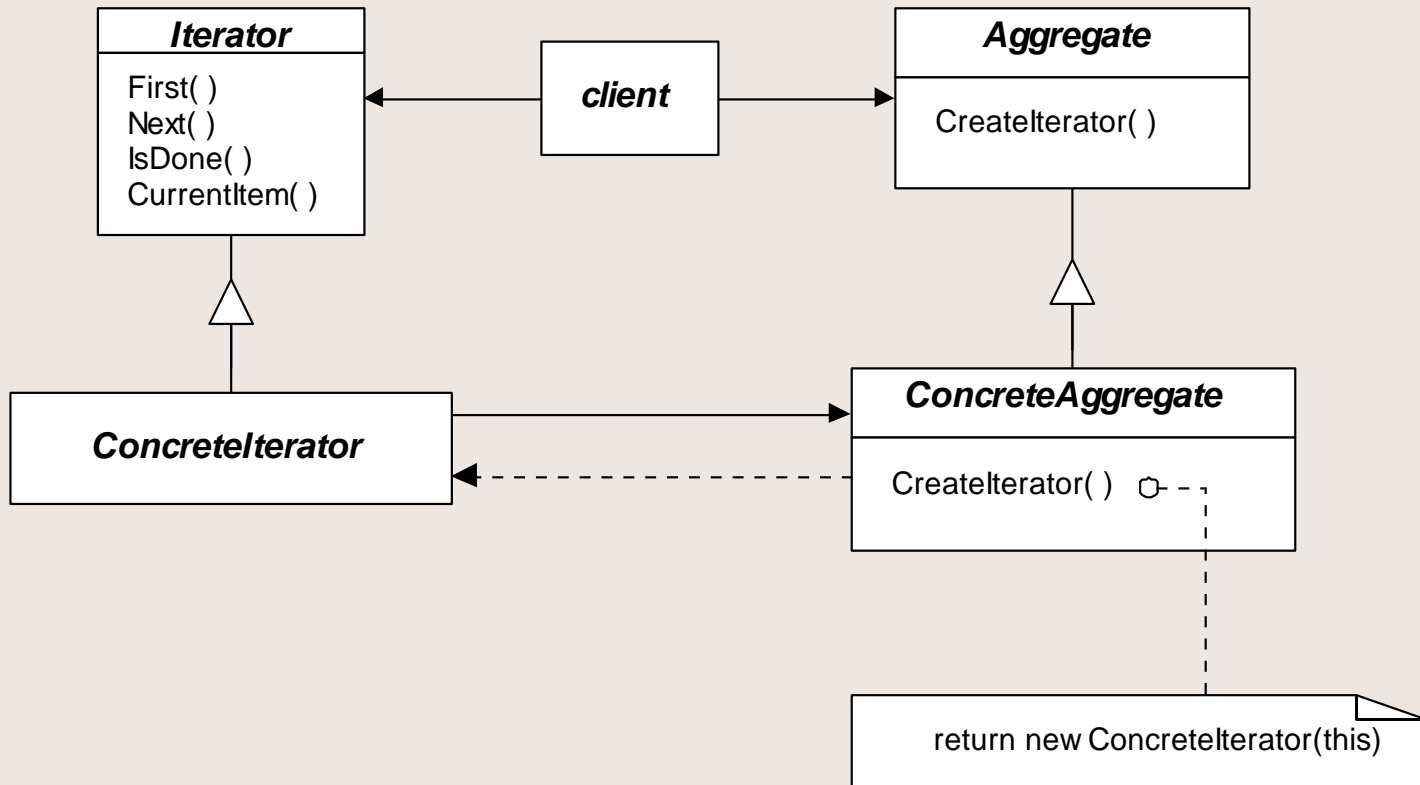 Iterator
First( )
Next( )
IsDone( )
CurrentItem( )
client
Aggregate
CreateIterator( )
ConcreteIterator
ConcreteAggregate
CreateIterator( )
return new ConcreteIterator(this)